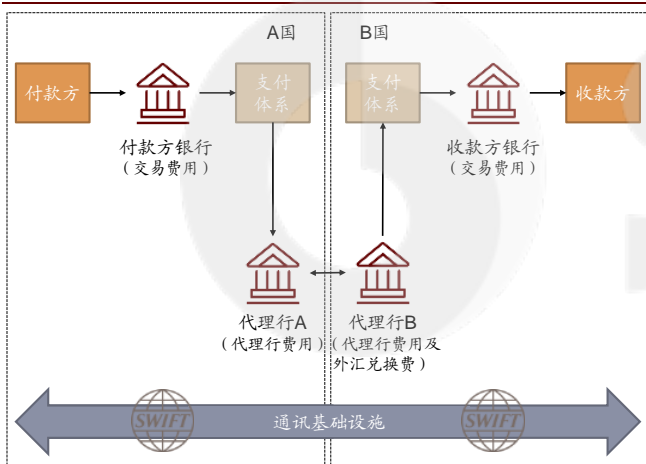 A国
B国
付款方
支付
体系
支付
体系
收款方
付款方银行
（交易费用）
收款方银行
（交易费用）
代理行A
（代理行费用）
代理行B
（代理行费用及
外汇兑换费）
SWIFT
通讯基础设施
SWIFT